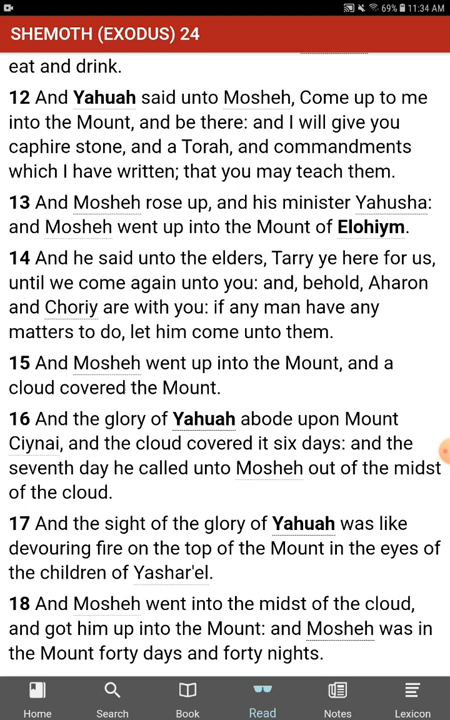 69% 11:34 AM
SHEMOTH (EXODUS) 24
eat and drink.
12 And Yahuah said unto Mosheh, Come up to me
into the Mount, and be there: and I will give you
caphire stone, and a Torah, and commandments
which I have written; that you may teach them.
13 And Mosheh rose up, and his minister Yahusha:
and Mosheh went up into the Mount of Elohiym.
14 And he said unto the elders, Tarry ye here for us,
until we come again unto you: and, behold, Aharon
and Choriy are with you: if any man have any
matters to do, let him come unto them.
15 And Mosheh went up into the Mount, and a
cloud covered the Mount.
16 And the glory of Yahuah abode upon Mount
Ciynai, and the cloud covered it six days: and the
seventh day he called unto Mosheh out of the midst
of the cloud.
17 And the sight of the glory of Yahuah was like
devouring fire on the top of the Mount in the eyes of
the children of Yashar'el.
18 And Mosheh went into the midst of the cloud,
and got him up into the Mount: and Mosheh was in
the Mount forty days and forty nights.
Home Search Book Read Notes Lexicon